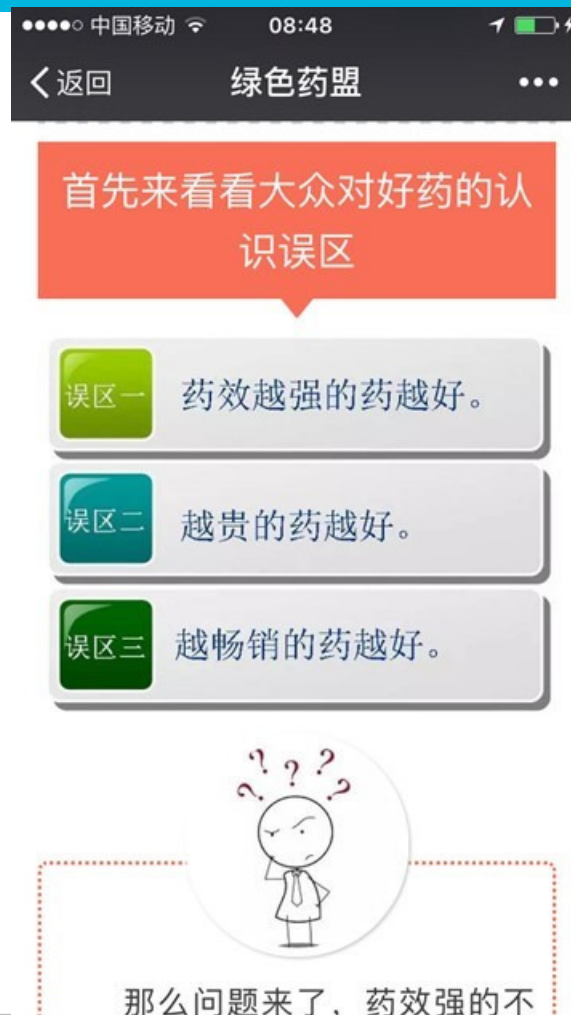 中国移动 08:48
返回 绿色药盟
首先来看看大众对好药的认
识误区
误区一 药效越强的药越好。
误区二 越贵的药越好。
误区三 越畅销的药越好。
? ? ? ? ?
那么问题来了，药效强的不